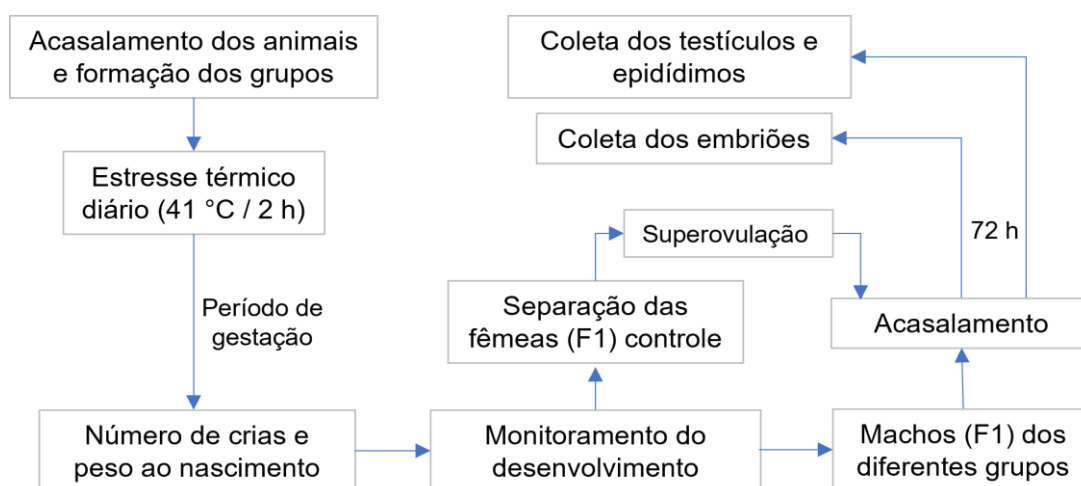 Acasalamento dos animais
e formação dos grupos
Estresse térmico
diário (41 °C / 2 h)
Período de
gestação
Número de crias e
peso ao nascimento
Monitoramento do
desenvolvimento
Separação das
fêmeas (F1) controle
Superovulação
Machos (F1) dos
diferentes grupos
Acasalamento
72 h
Coleta dos embriões
Coleta dos testículos e
epidídimos